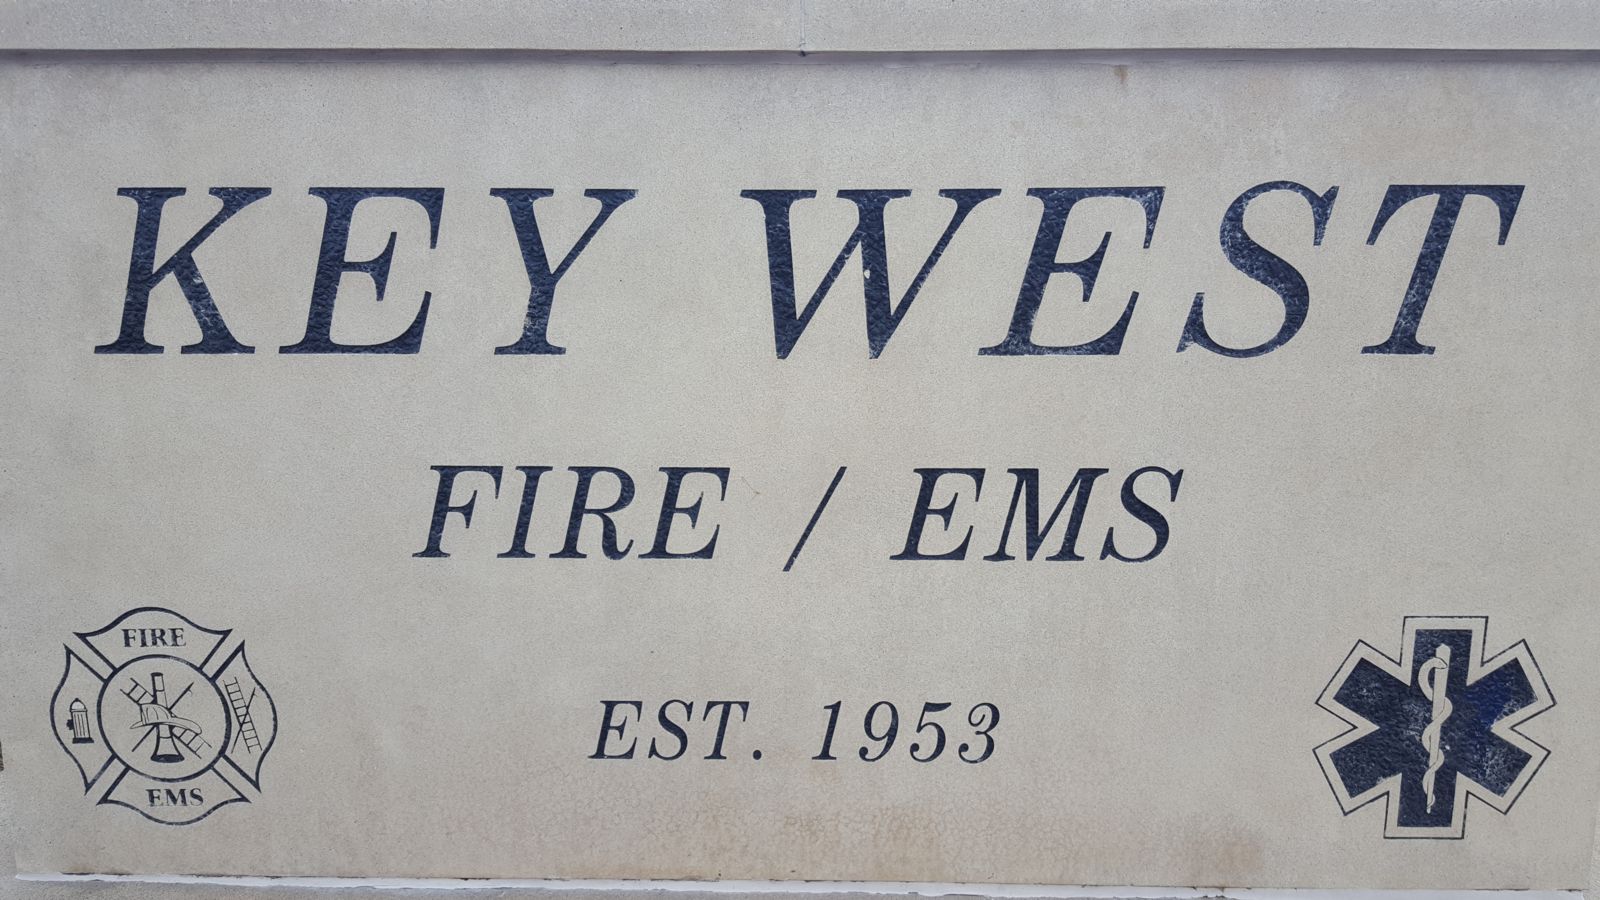 KEY WEST
FIRE / EMS
FIRE
EMS
EST. 1953